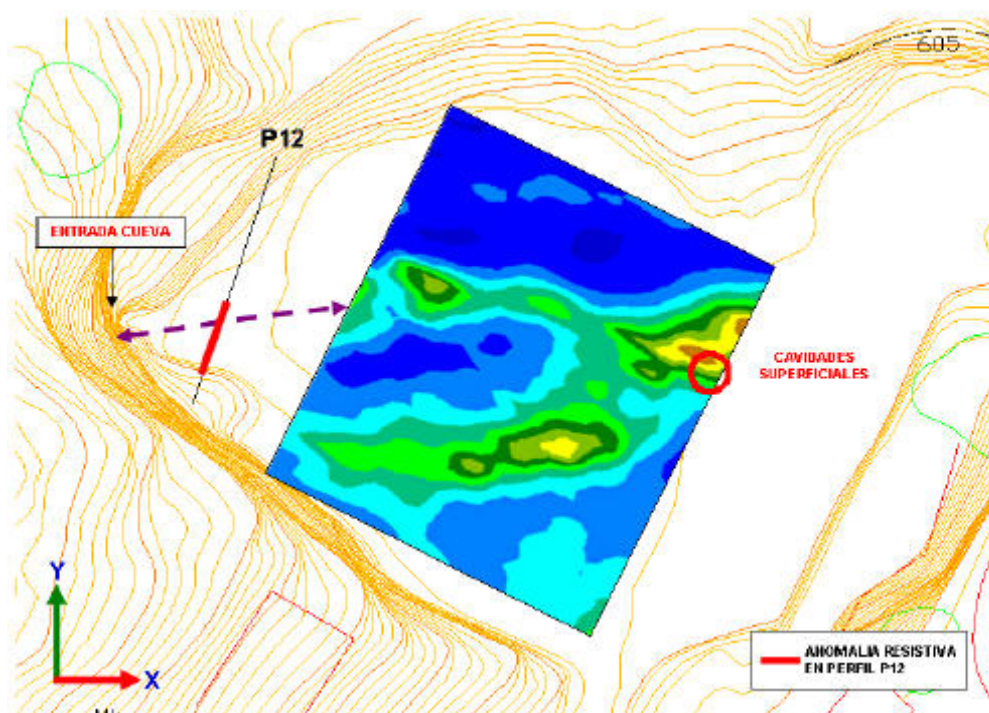 605
P12
ENTRADA CUEVA
CAVIDADES
SUPERFICIALES
Y
X
ANOMALIA RESISTIVA
EN PERFIL P12